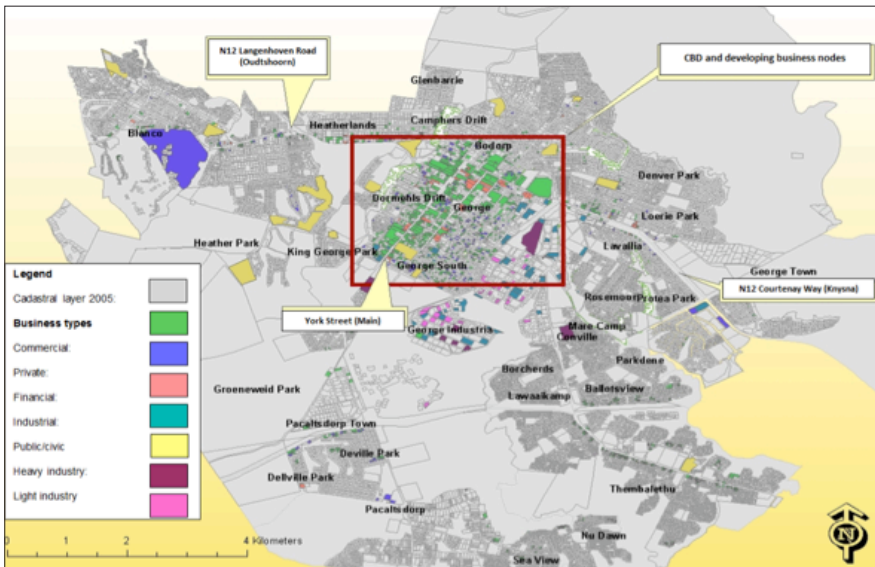 N12 Langenhoven Road
(Oudtshoorn)
CBD and developing business nodes
Glenbarrie
Camphers Drift
Heatherlands
Blanco
Bodorp
Denver Park
Dormehls Drift
George
Loerie Park
Heather Park
King George Park
Lavallia
George South
George Town
N12 Courtenay Way (Knysna)
Rosemour
Protea Park
York Street (Main)
George Industria
Mare Camp
Conville
Parkdene
Borcherds
Groeneweid Park
Lawaaikamp
Ballotsview
Pacaltsdorp Town
Deville Park
Dellville Park
Thembalethu
Pacaltsdorp
Nu Dawn
Sea View
Legend
Cadastral layer 2005:
Business types
Commercial:
Private:
Financial:
Industrial:
Public/civic
Heavy industry:
Light industry
0 1 2 4 Kilometers
N